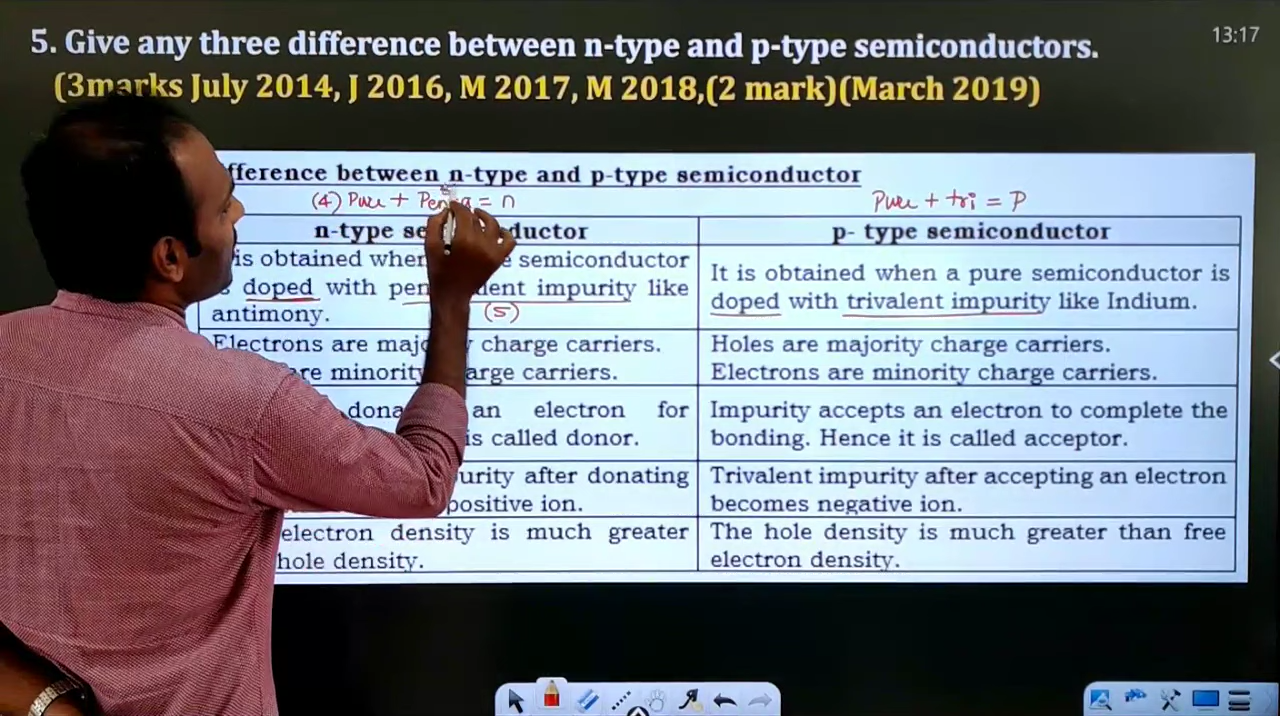 5. Give any three difference between n-type and p-type semiconductors.
13:17
(3marks July 2014, J 2016, M 2017, M 2018,(2 mark)(March 2019)
fference between n-type and p-type semiconductor
(4) Pure + = n
Pure + tri = P
n-type se ductor
p- type semiconductor
is obtained when semiconductor
doped with pen lent impurity like
antimony.
(5)
It is obtained when a pure semiconductor is
doped with trivalent impurity like Indium.
Electrons are maj charge carriers.
re minority arge carriers.
Holes are majority charge carriers.
Electrons are minority charge carriers.
dona an electron for
is called donor.
Impurity accepts an electron to complete the
bonding. Hence it is called acceptor.
urity after donating
positive ion.
Trivalent impurity after accepting an electron
becomes negative ion.
electron density is much greater
hole density.
The hole density is much greater than free
electron density.